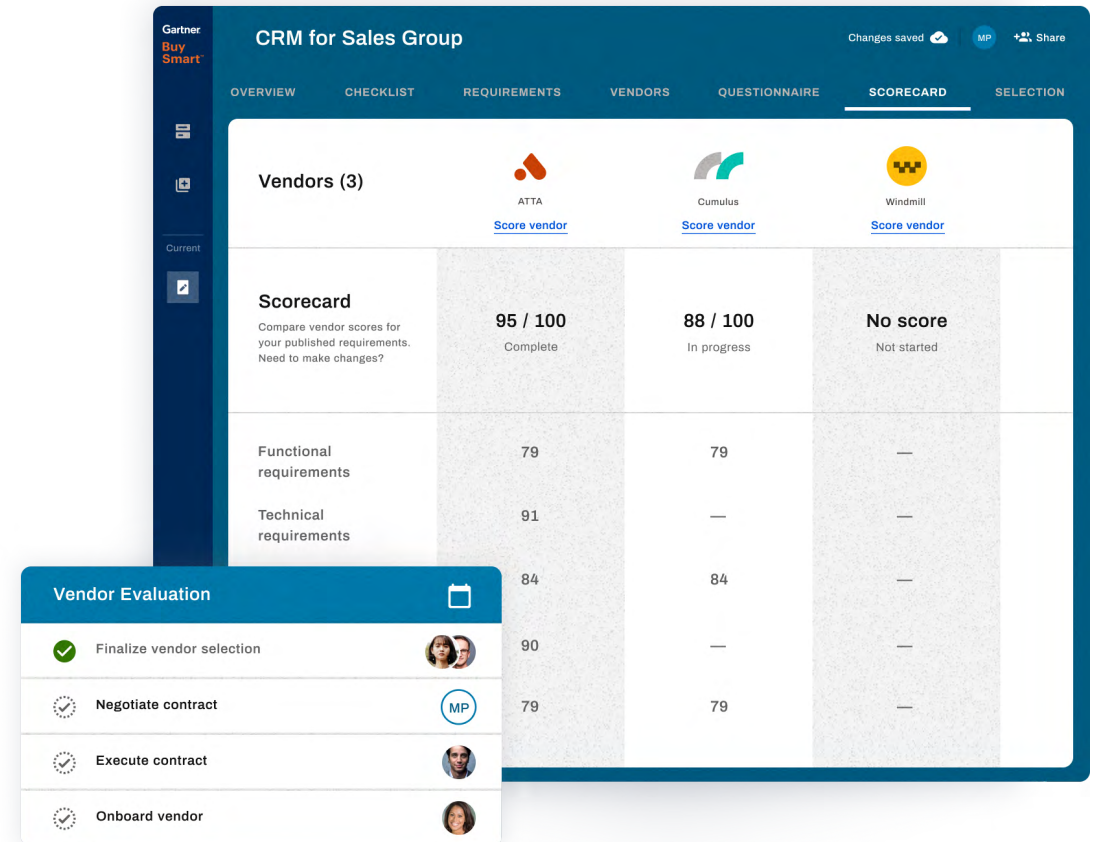 Gartner
Buy
Smart™
CRM for Sales Group
Changes saved
MP
Share
OVERVIEW
CHECKLIST
REQUIREMENTS
VENDORS
QUESTIONNAIRE
SCORECARD
SELECTION
Current
Vendors (3)
ATTA
Cumulus
Windmill
Score vendor
Score vendor
Score vendor
Scorecard
Compare vendor scores for
your published requirements.
Need to make changes?
95 / 100
Complete
88 / 100
In progress
No score
Not started
Functional
requirements
79
79
—
Technical
requirements
91
—
—
84
84
—
90
—
—
79
79
—
Vendor Evaluation
Finalize vendor selection
Negotiate contract
MP
Execute contract
Onboard vendor